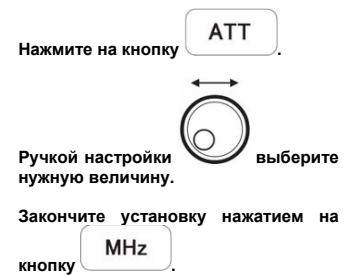 Нажмите на кнопку ATT.
Ручкой настройки выберите
нужную величину.
Закончите установку нажатием на
кнопку MHz.